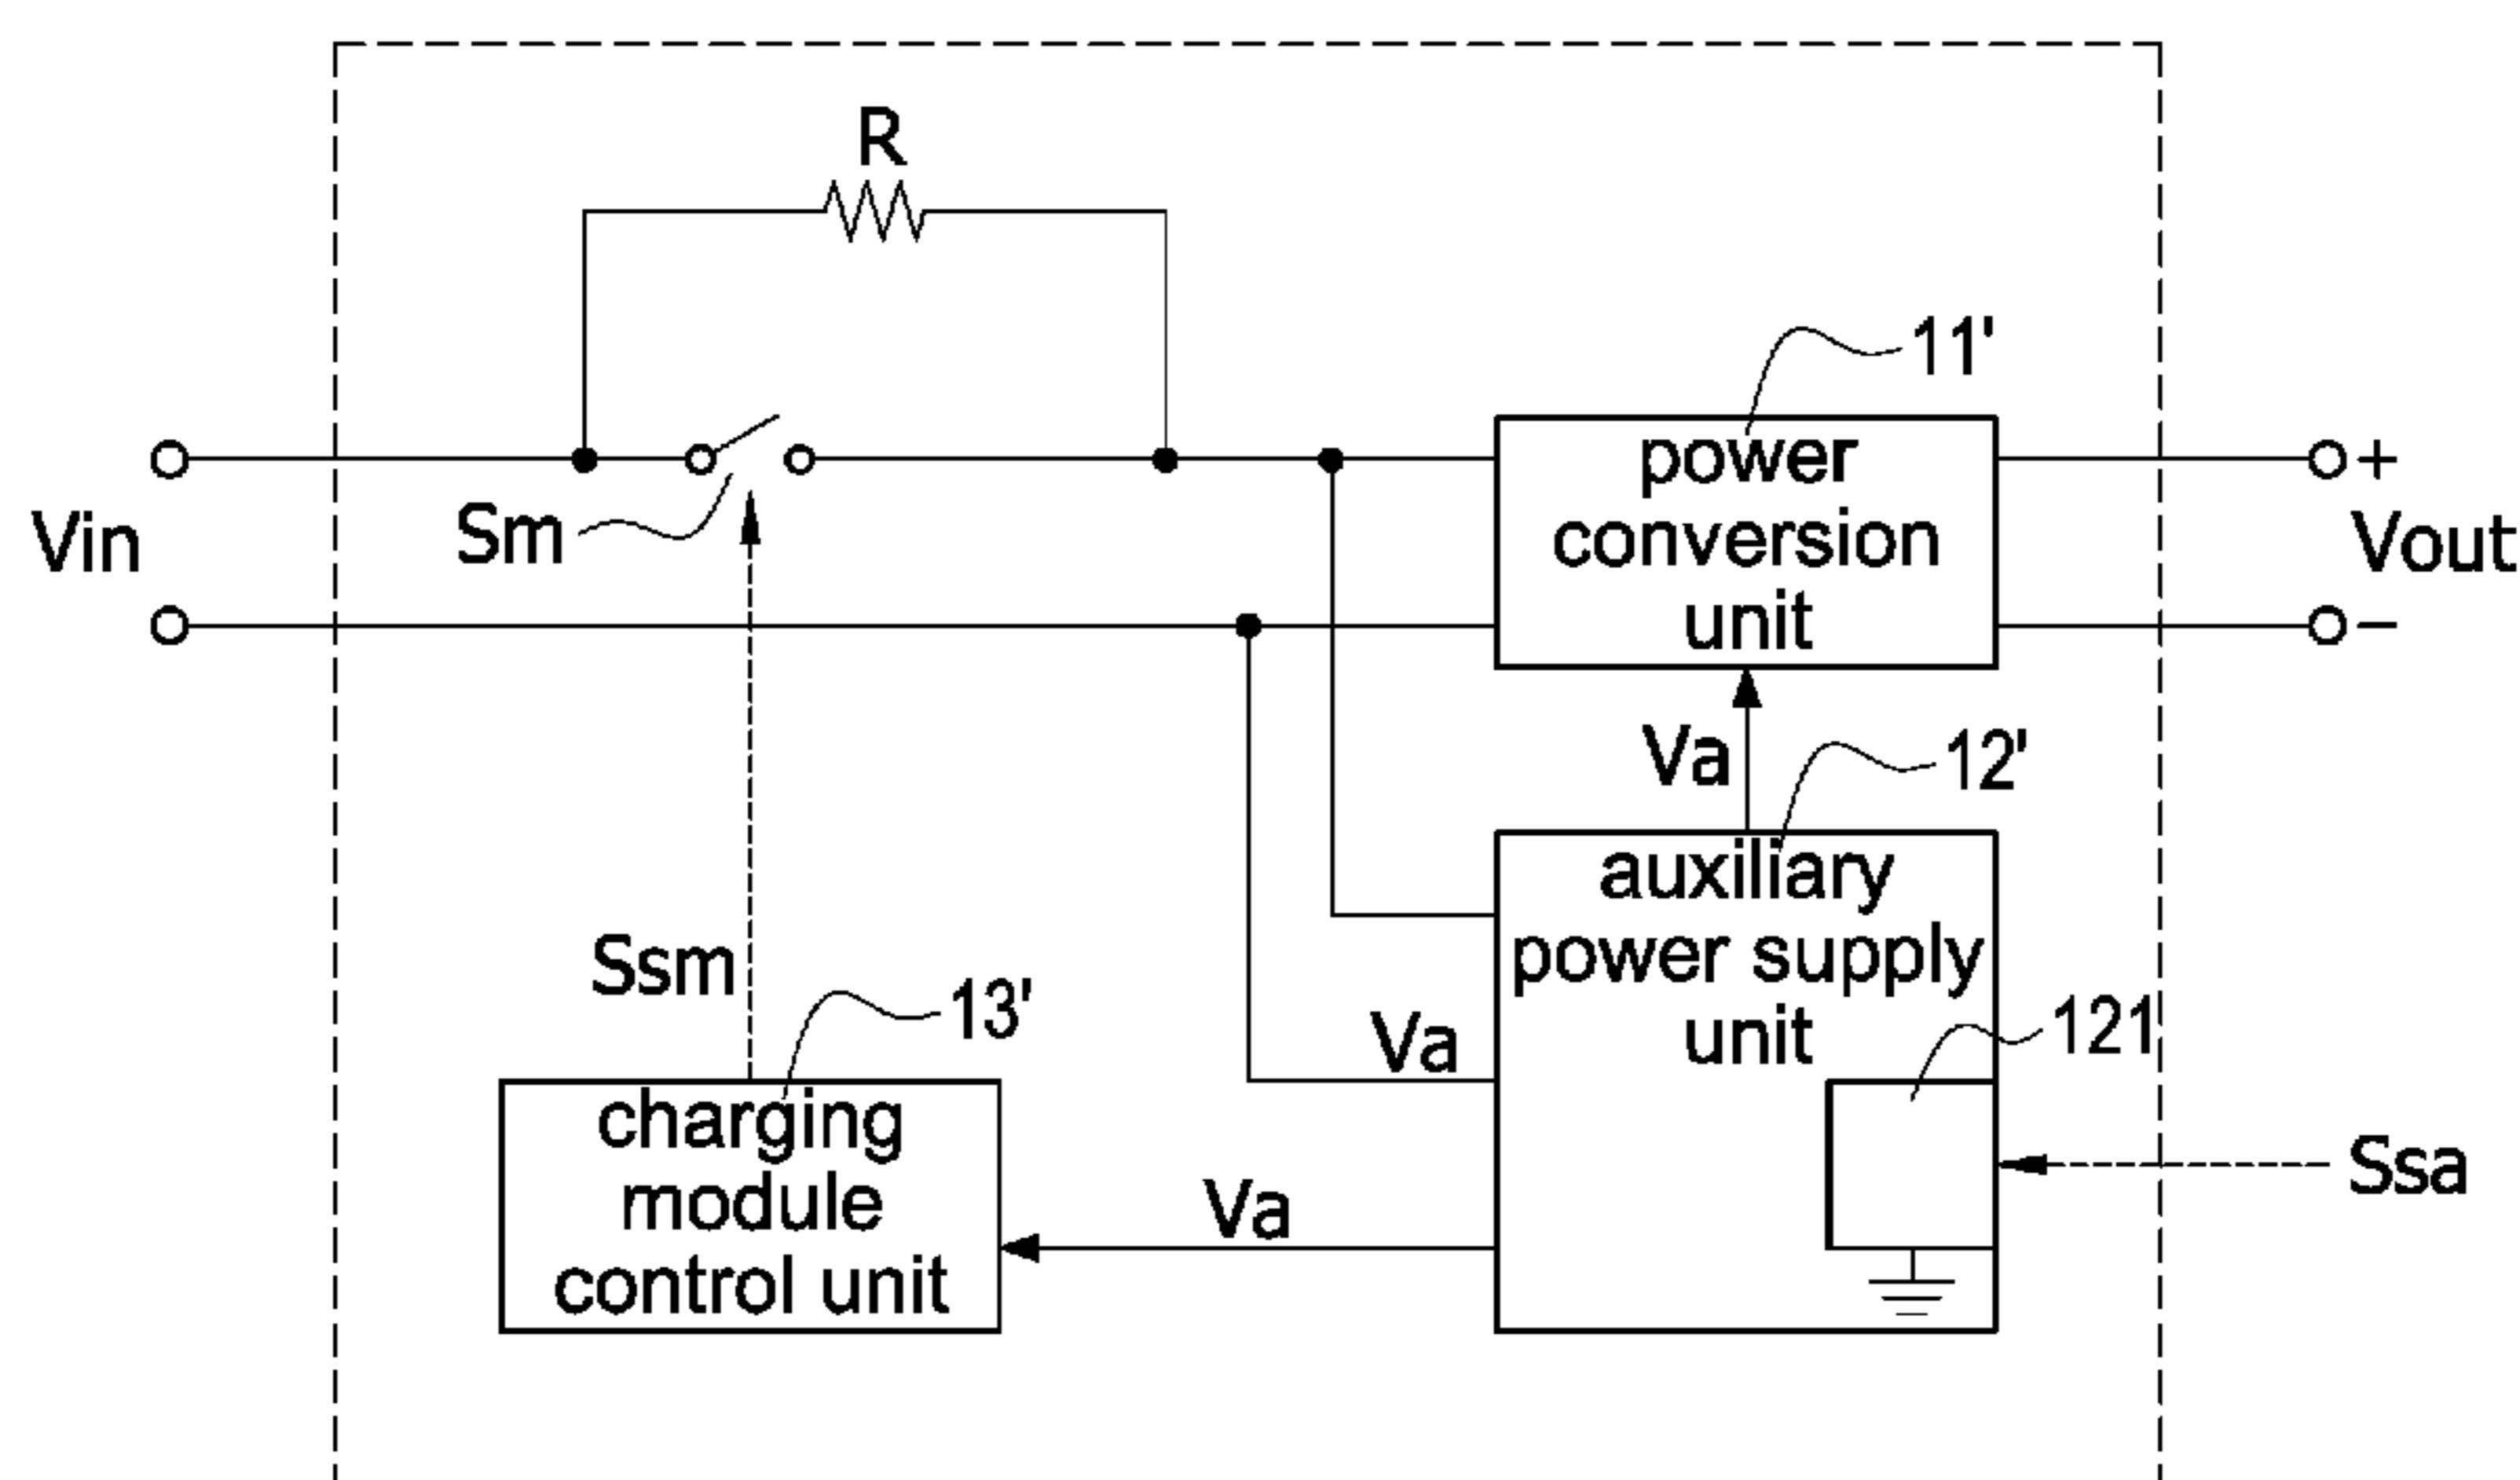 R
11'
power
conversion
unit
+
Vout
−
Vin
Sm
Va
12'
auxiliary
power supply
unit
Ssm
13'
Va
121
charging
module
control unit
Va
Ssa